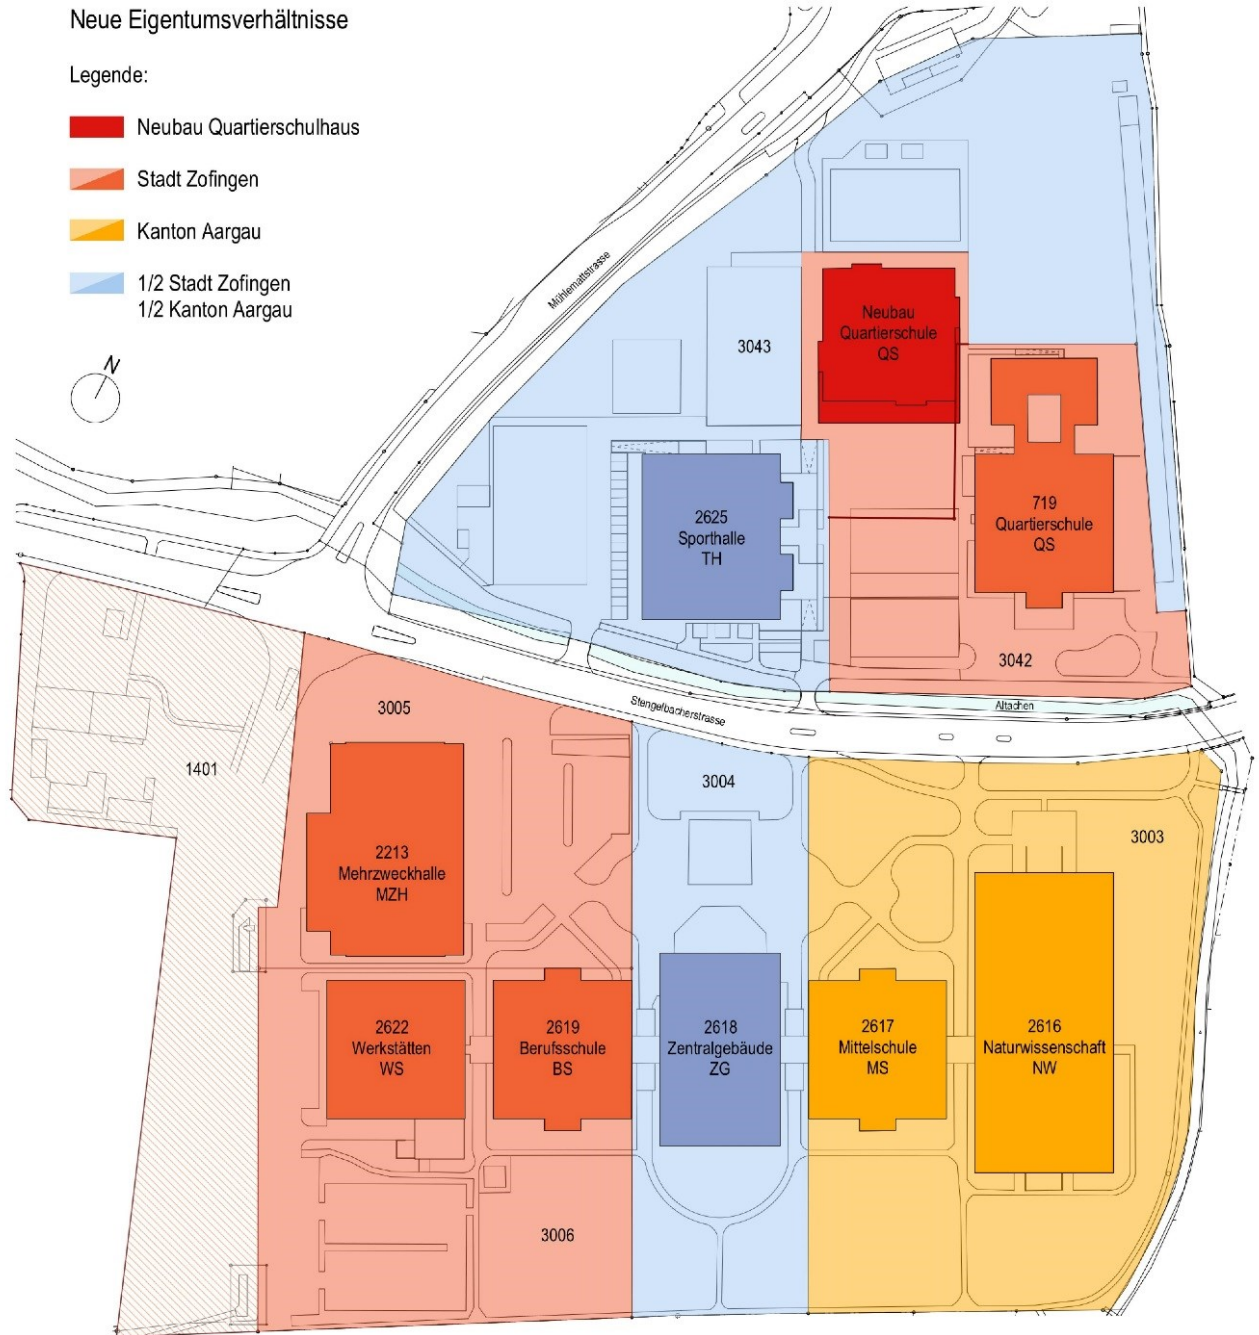 Neue Eigentumsverhältnisse
Legende:
Neubau Quartierschulhaus
Stadt Zofingen
Kanton Aargau
1/2 Stadt Zofingen
1/2 Kanton Aargau
N
Mühlemattstrasse
3043
Neubau
Quartierschule
QS
2625
Sporthalle
TH
719
Quartierschule
QS
3042
Altachen
Stengelbacherstrasse
1401
3005
3004
3003
2213
Mehrzweckhalle
MZH
2622
Werkstätten
WS
2619
Berufsschule
BS
2618
Zentralgebäude
ZG
2617
Mittelschule
MS
2616
Naturwissenschaft
NW
3006